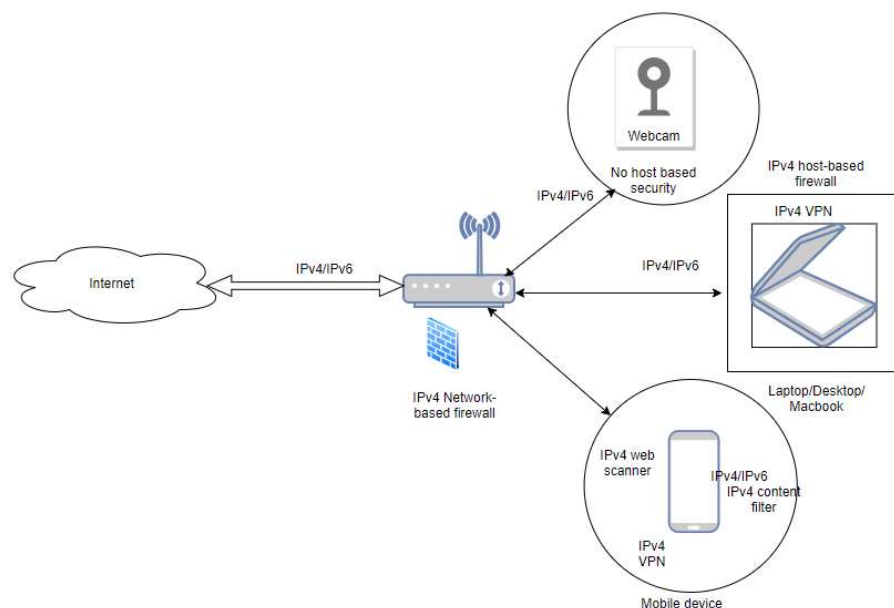 Webcam
No host based
security
IPv4/IPv6
IPv4 host-based
firewall
IPv4 VPN
IPv4/IPv6
IPv4/IPv6
Internet
IPv4 Network-
based firewall
Laptop/Desktop/
Macbook
IPv4 web
scanner
IPv4/IPv6
IPv4 content
filter
IPv4
VPN
Mobile device